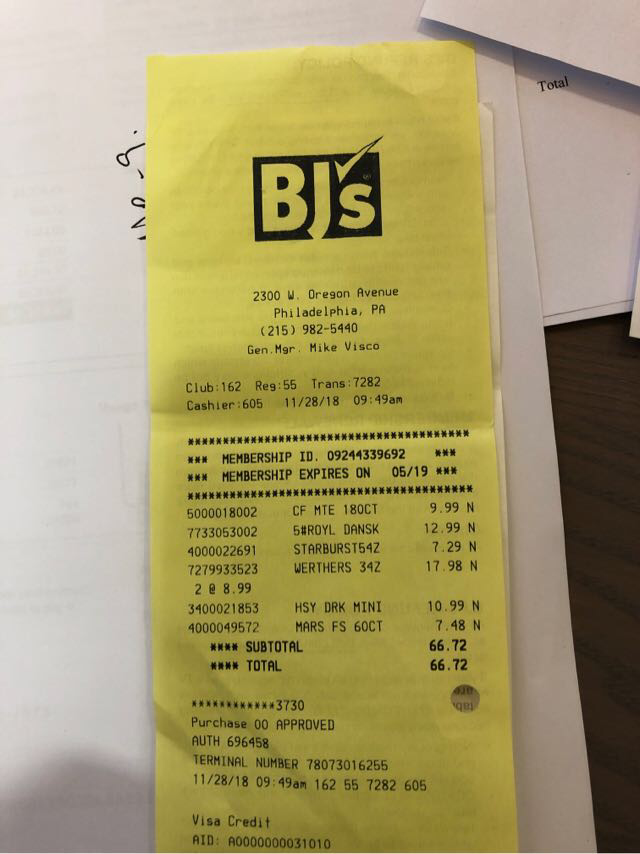 Total
BJ's
2300 W. Oregon Avenue
Philadelphia, PA
(215) 982-5440
Gen.Mgr. Mike Visco
Club:162 Reg:55 Trans:7282
Cashier:605 11/28/18 09:49am
****************************************
*** MEMBERSHIP ID. 09244339692 ***
*** MEMBERSHIP EXPIRES ON 05/19 ***
****************************************
5000018002 CF MTE 180CT 9.99 N
7733053002 5#ROYL DANSK 12.99 N
4000022691 STARBURST54Z 7.29 N
7279933523 WERTHERS 34Z 17.98 N
2 @ 8.99
3400021853 HSY DRK MINI 10.99 N
4000049572 MARS FS 60CT 7.48 N
**** SUBTOTAL 66.72
**** TOTAL 66.72
************3730
Purchase 00 APPROVED
AUTH 696458
TERMINAL NUMBER 78073016255
11/28/18 09:49am 162 55 7282 605
Visa Credit
AID: A0000000031010